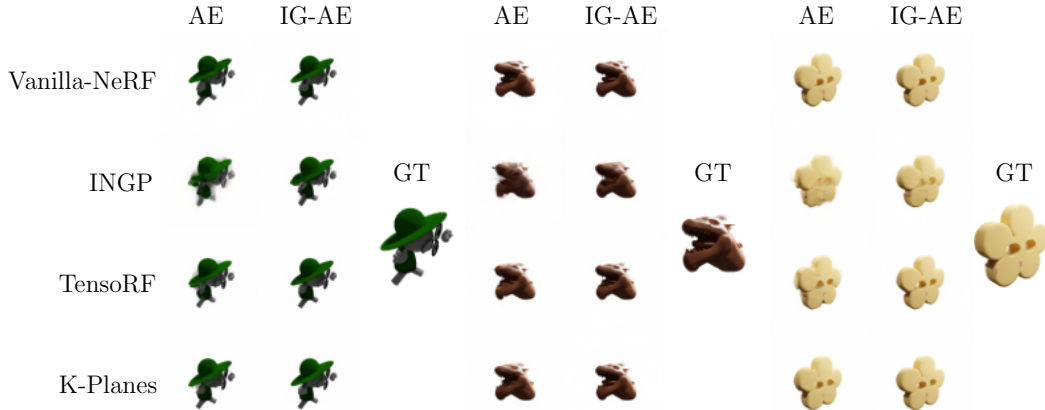 AE IG-AE AE IG-AE AE IG-AE
Vanilla-NeRF
INGP GT GT GT
TensoRF
K-Planes